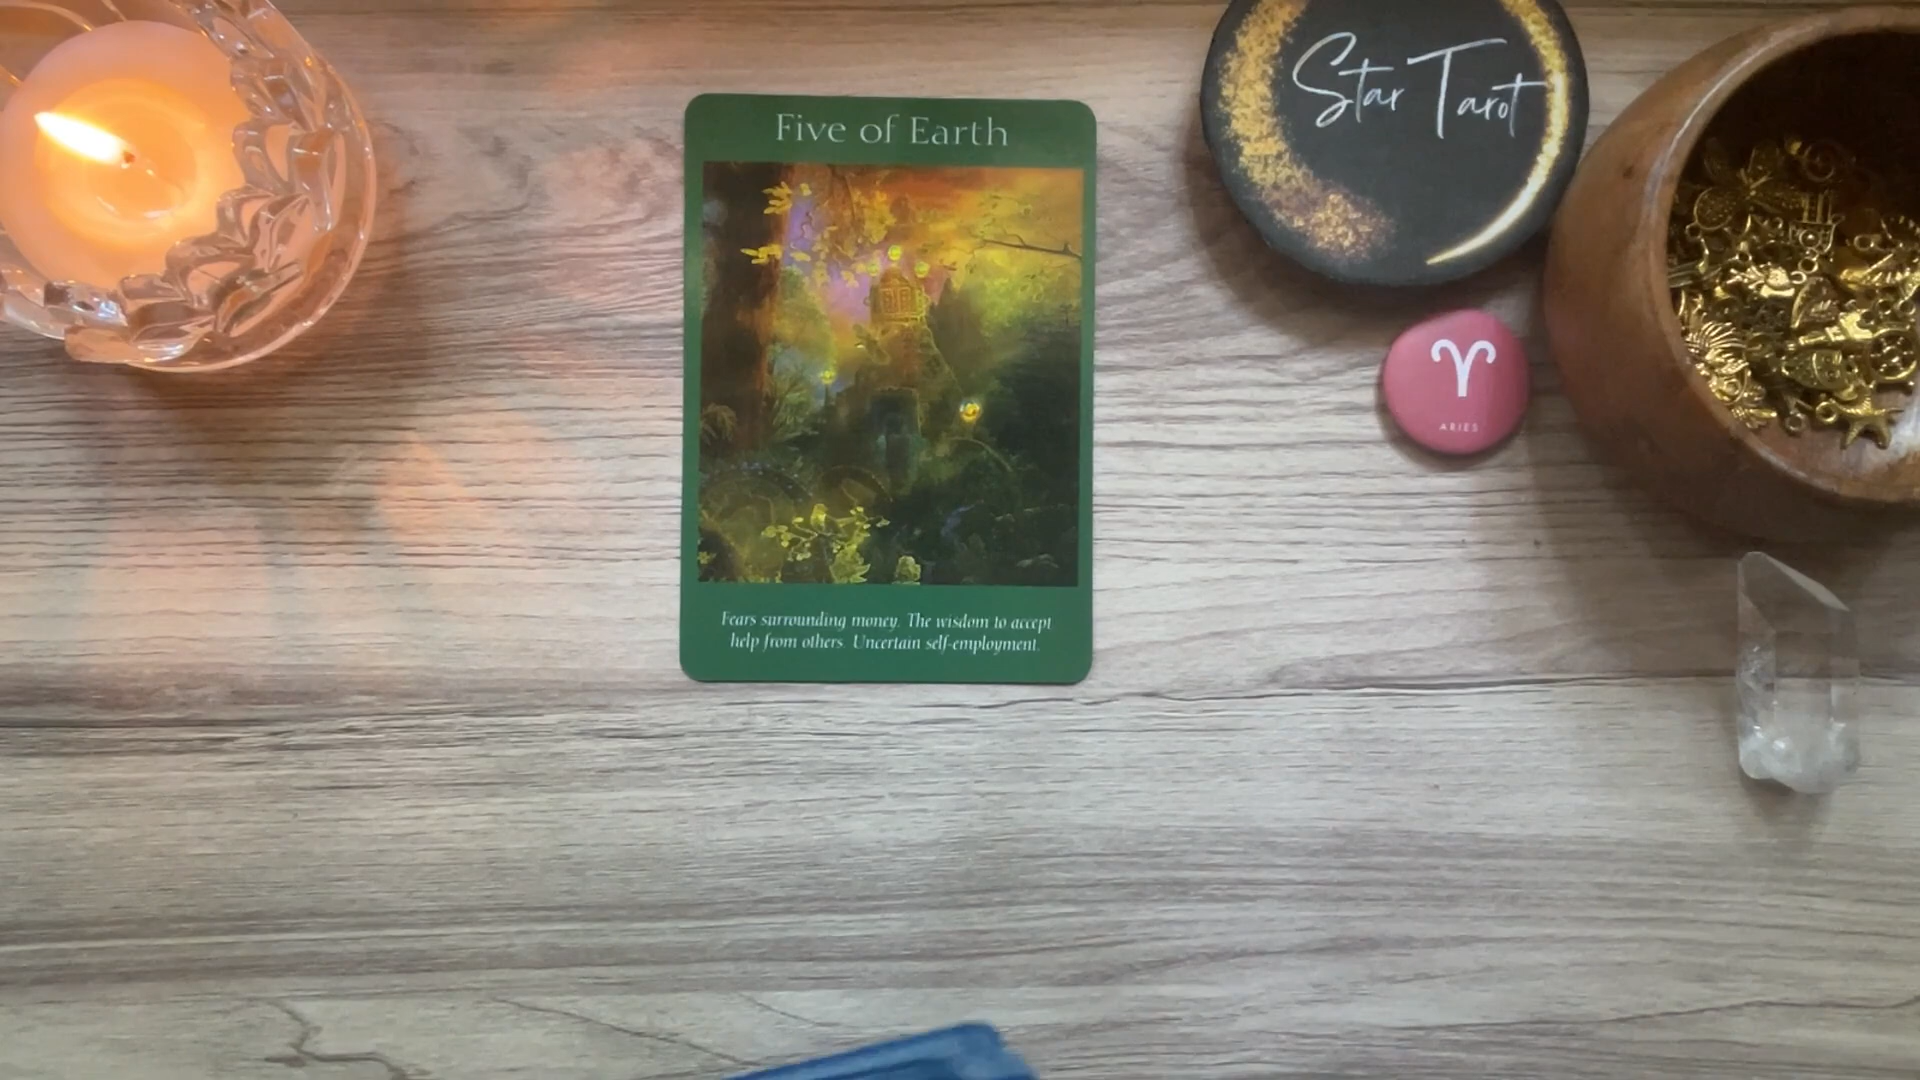 Five of Earth
Fears surrounding money. The wisdom to accept
help from others. Uncertain self-employment.
Star Tarot
ARIES